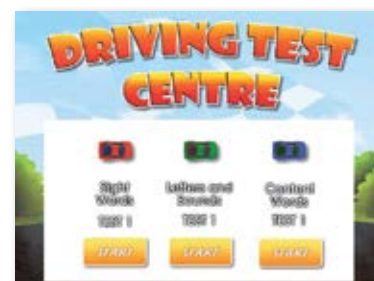 DRIVING TEST
CENTRE
Sight Words
Letters and Sounds
Content Words
TEST 1
TEST 1
TEST 1
START
START
START